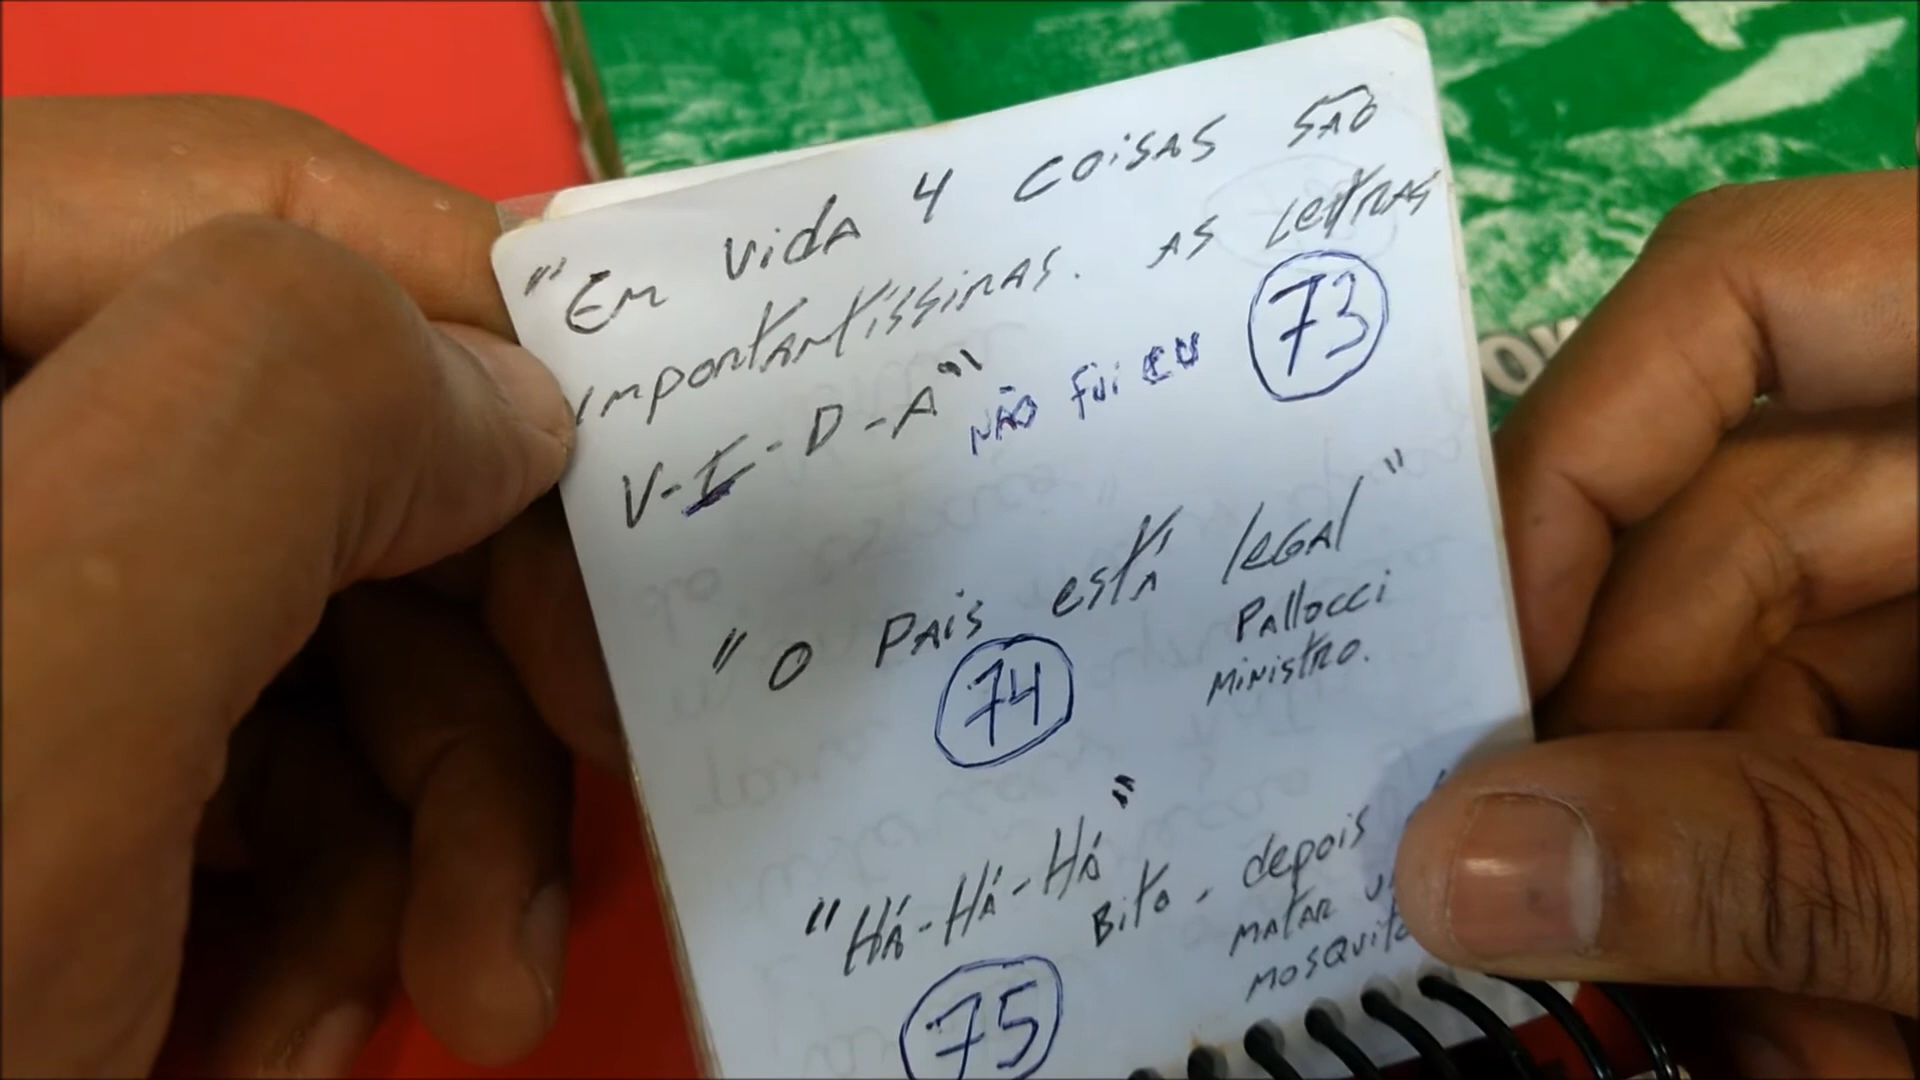 "Em vida 4 coisas são
importantíssimas. As letras
V-I-D-A" não fui eu 73
"O país está legal"
74 Pallocci
ministro.
"Há-Há-Há"
Bito - depois
75 matar
mosquito